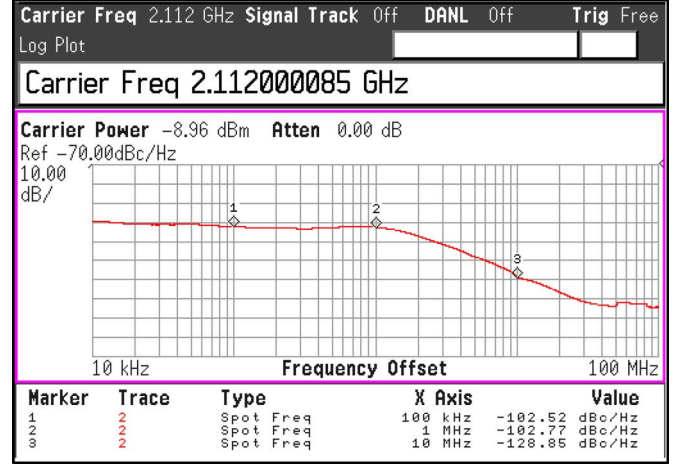 Carrier Freq 2.112 GHz Signal Track Off DANL Off Trig Free
Log Plot
Carrier Freq 2.112000085 GHz
Carrier Power -8.96 dBm Atten 0.00 dB
Ref -70.00dBc/Hz
10.00
dB/
1
2
3
10 kHz Frequency Offset 100 MHz
Marker Trace Type X Axis Value
1 2 Spot Freq 100 kHz -102.52 dBc/Hz
2 2 Spot Freq 1 MHz -102.77 dBc/Hz
3 2 Spot Freq 10 MHz -128.85 dBc/Hz